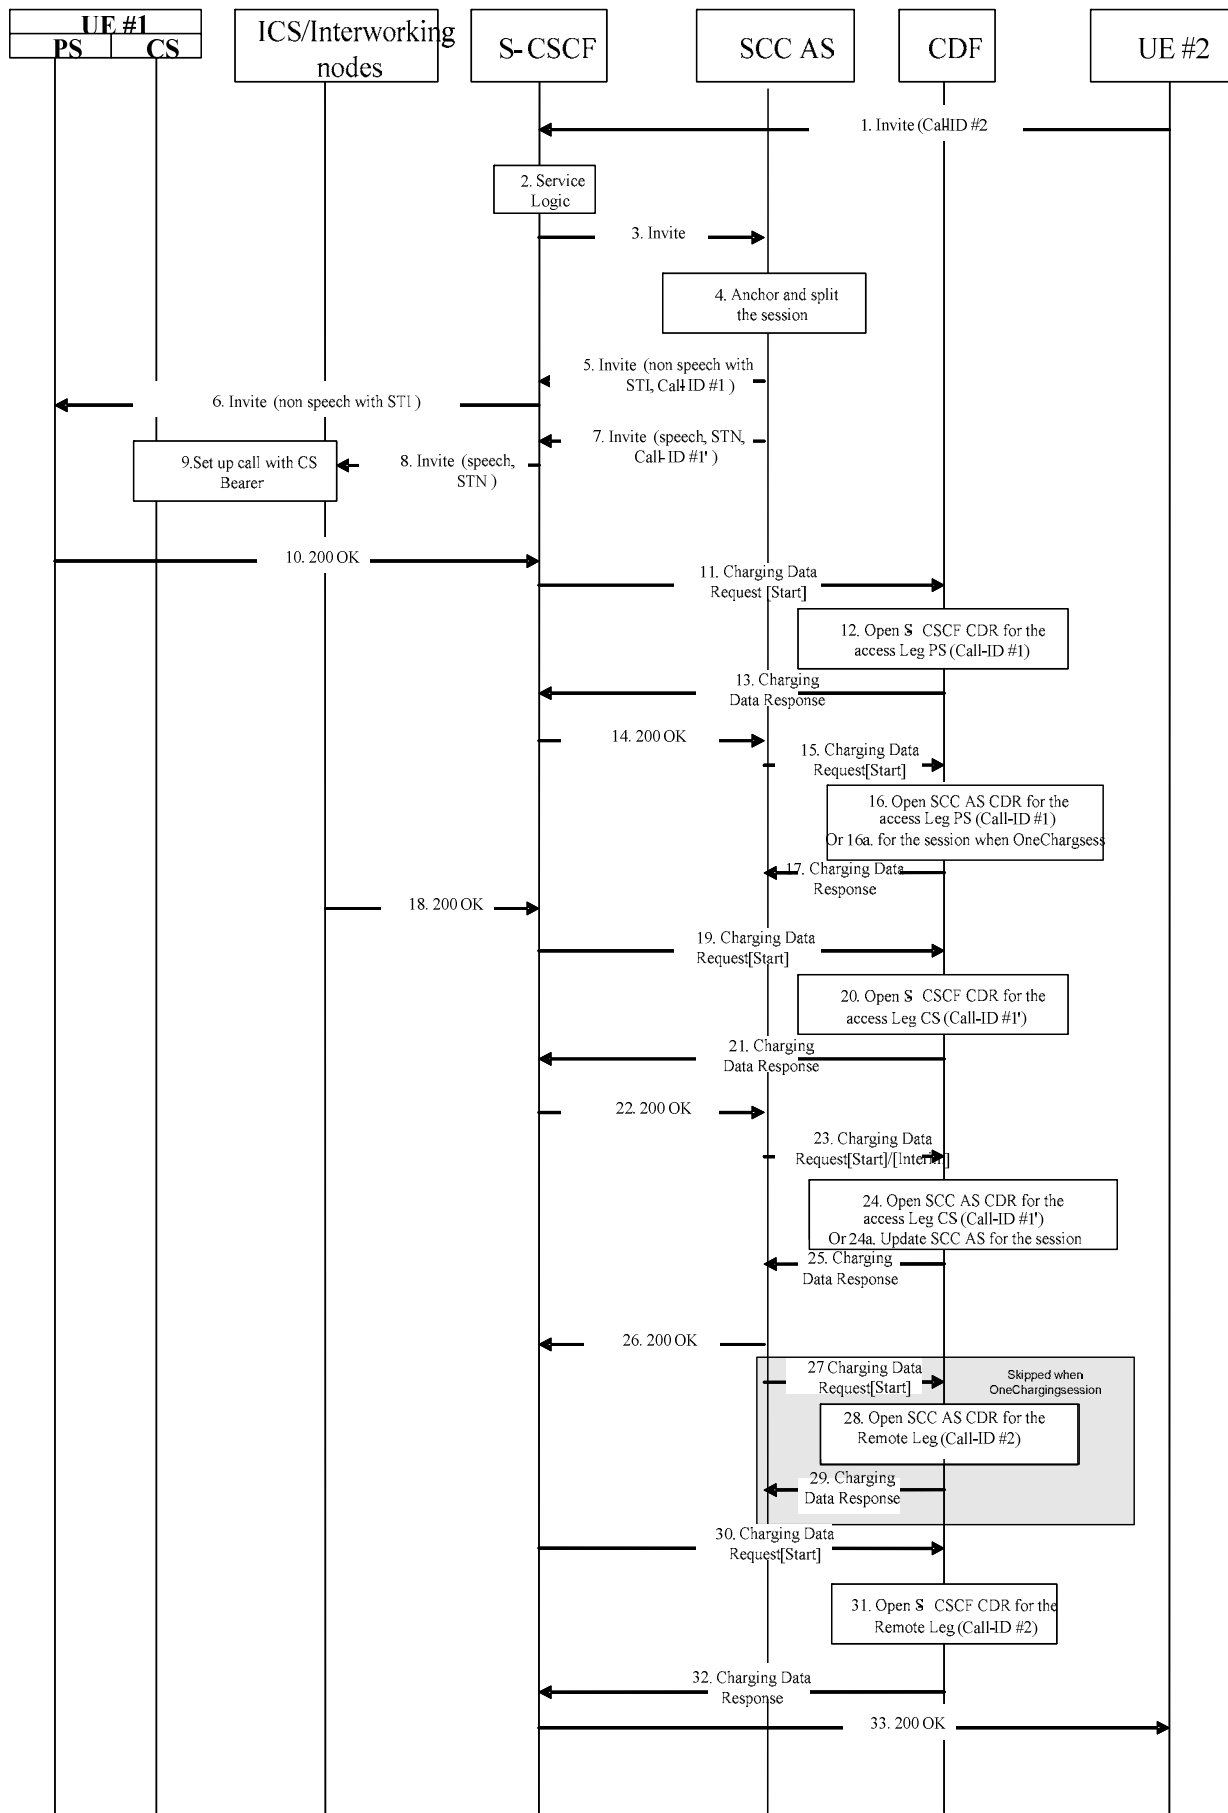 UE #1
PS CS
ICS/Interworking
nodes
S-CSCF
SCC AS
CDF
UE #2
1. Invite (Call-ID #2
2. Service
Logic
3. Invite
4. Anchor and split
the session
5. Invite (non speech with
STI, Call-ID #1 )
6. Invite (non speech with STI )
7. Invite (speech, STN,
Call-ID #1' )
8. Invite (speech,
STN )
9.Set up call with CS
Bearer
10. 200 OK
11. Charging Data
Request [Start]
12. Open S CSCF CDR for the
access Leg PS (Call-ID #1)
13. Charging
Data Response
14. 200 OK
15. Charging Data
Request[Start]
16. Open SCC AS CDR for the
access Leg PS (Call-ID #1)
Or 16a. for the session when OneChargsess
17. Charging Data
Response
18. 200 OK
19. Charging Data
Request[Start]
20. Open S CSCF CDR for the
access Leg CS (Call-ID #1')
21. Charging
Data Response
22. 200 OK
23. Charging Data
Request[Start]/[Interim]
24. Open SCC AS CDR for the
access Leg CS (Call-ID #1')
Or 24a. Update SCC AS for the session
25. Charging
Data Response
26. 200 OK
27 Charging Data
Request[Start]
Skipped when
OneChargingsession
28. Open SCC AS CDR for the
Remote Leg (Call-ID #2)
29. Charging
Data Response
30. Charging Data
Request[Start]
31. Open S CSCF CDR for the
Remote Leg (Call-ID #2)
32. Charging Data
Response
33. 200 OK